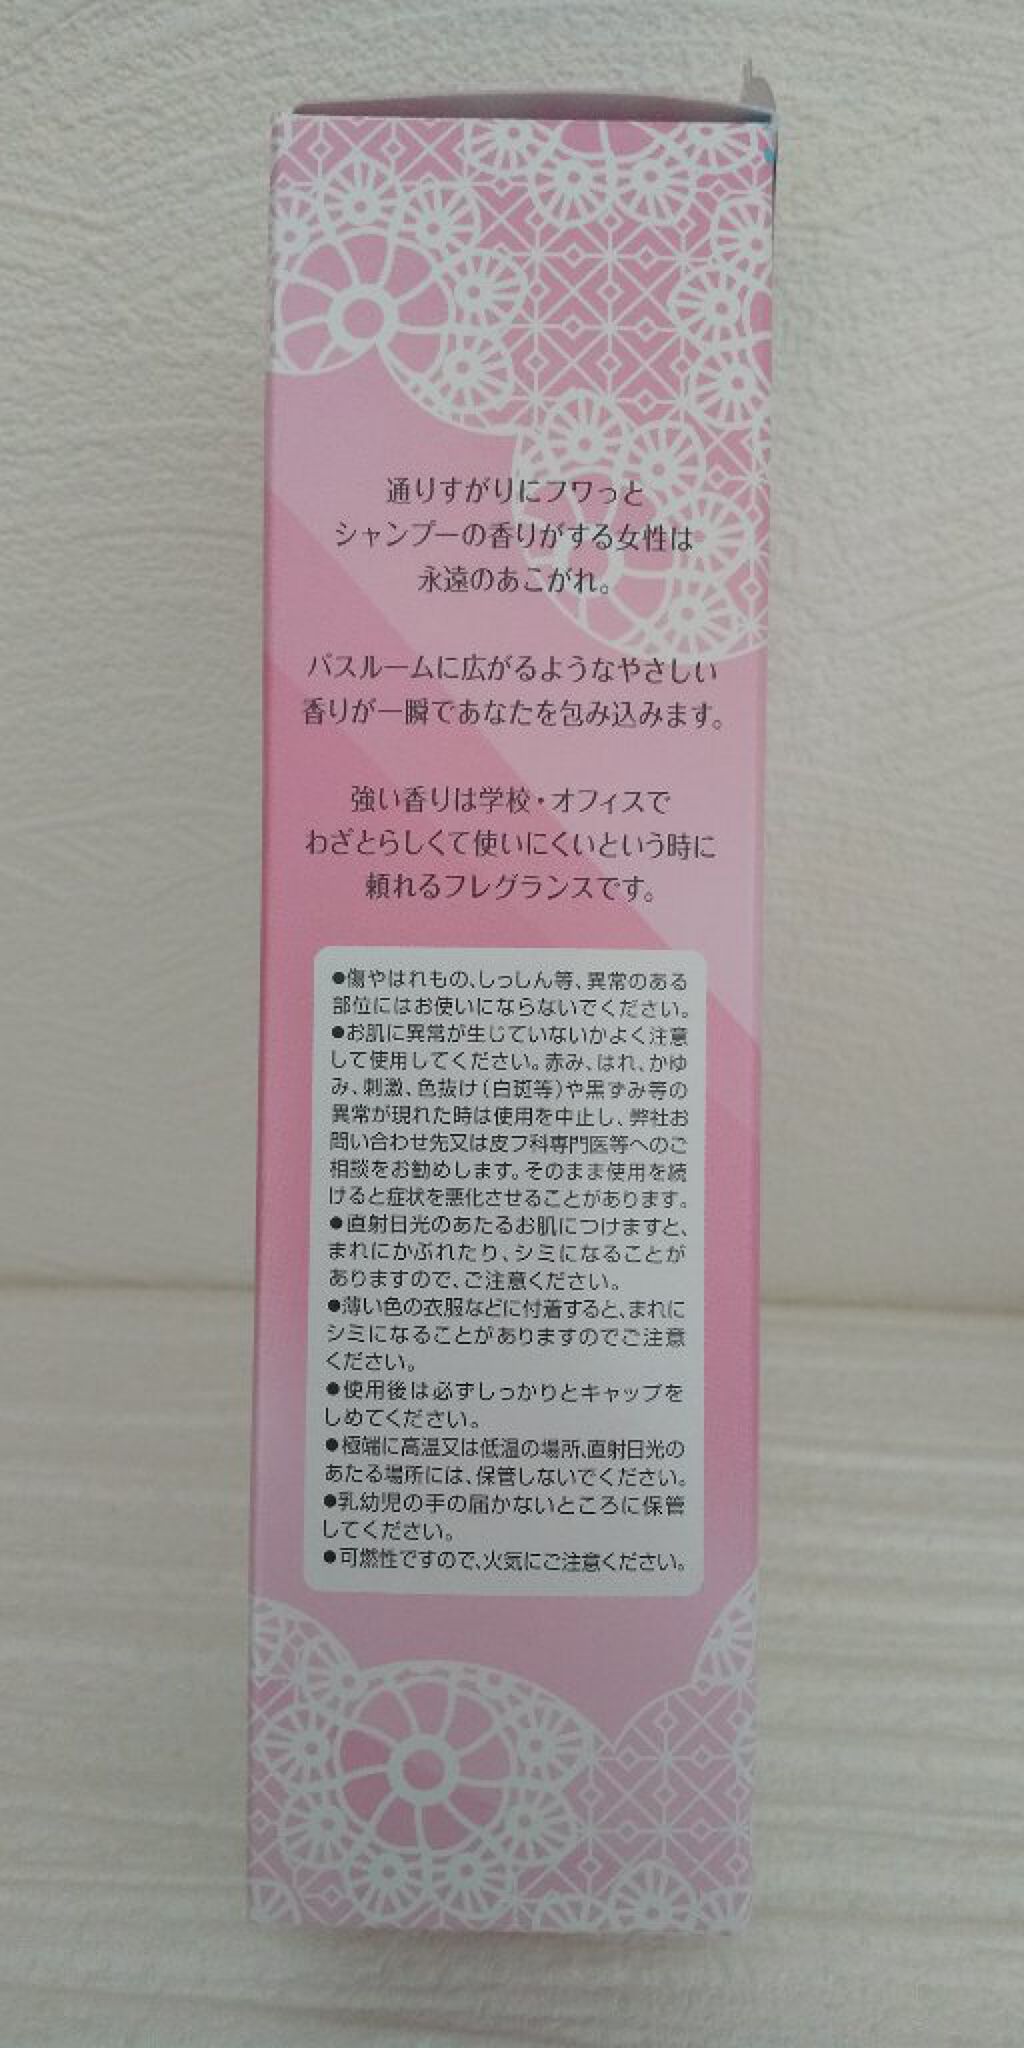 通りすがりにフワっと
シャンプーの香りがする女性は
永遠のあこがれ。
バスルームに広がるようなやさしい
香りが一瞬であなたを包み込みます。
強い香りは学校・オフィスで
わざとらしくて使いにくいという時に
頼れるフレグランスです。
●傷やはれもの、しっしん等、異常のある
部位にはお使いにならないでください。
●お肌に異常が生じていないかよく注意
して使用してください。赤み、はれ、かゆ
み、刺激、色抜け(白斑等)や黒ずみ等の
異常が現れた時は使用を中止し、弊社お
問い合わせ先又は皮フ科専門医等へのご
相談をお勧めします。そのまま使用を続
けると症状を悪化させることがあります。
●直射日光のあたるお肌につけますと、
まれにかぶれたり、シミになることが
ありますので、ご注意ください。
●薄い色の衣服などに付着すると、まれに
シミになることがありますのでご注意
ください。
●使用後は必ずしっかりとキャップを
しめてください。
●極端に高温又は低温の場所、直射日光の
あたる場所には、保管しないでください。
●乳幼児の手の届かないところに保管
してください。
●可燃性ですので、火気にご注意ください。